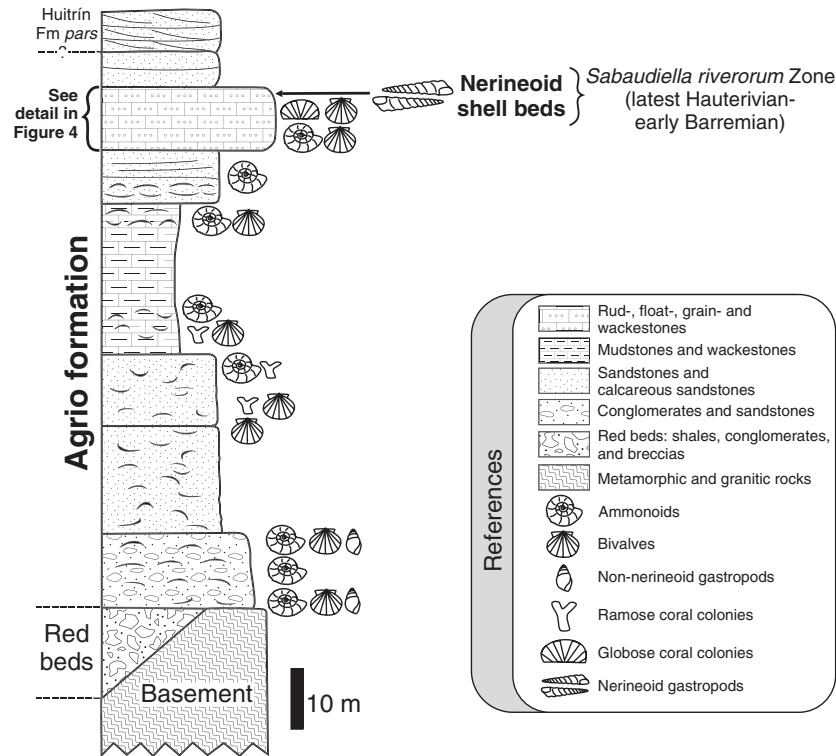 Huitrín
Fm pars
?
See
detail in
Figure 4
Nerineoid
shell beds
Sabaudiella riverorum Zone
(latest Hauterivian-
early Barremian)
Agrio formation
Red
beds
Basement
10 m
References
Rud-, float-, grain- and
wackestones
Mudstones and wackestones
Sandstones and
calcareous sandstones
Conglomerates and sandstones
Red beds: shales, conglomerates,
and breccias
Metamorphic and granitic rocks
Ammonoids
Bivalves
Non-nerineoid gastropods
Ramose coral colonies
Globose coral colonies
Nerineoid gastropods